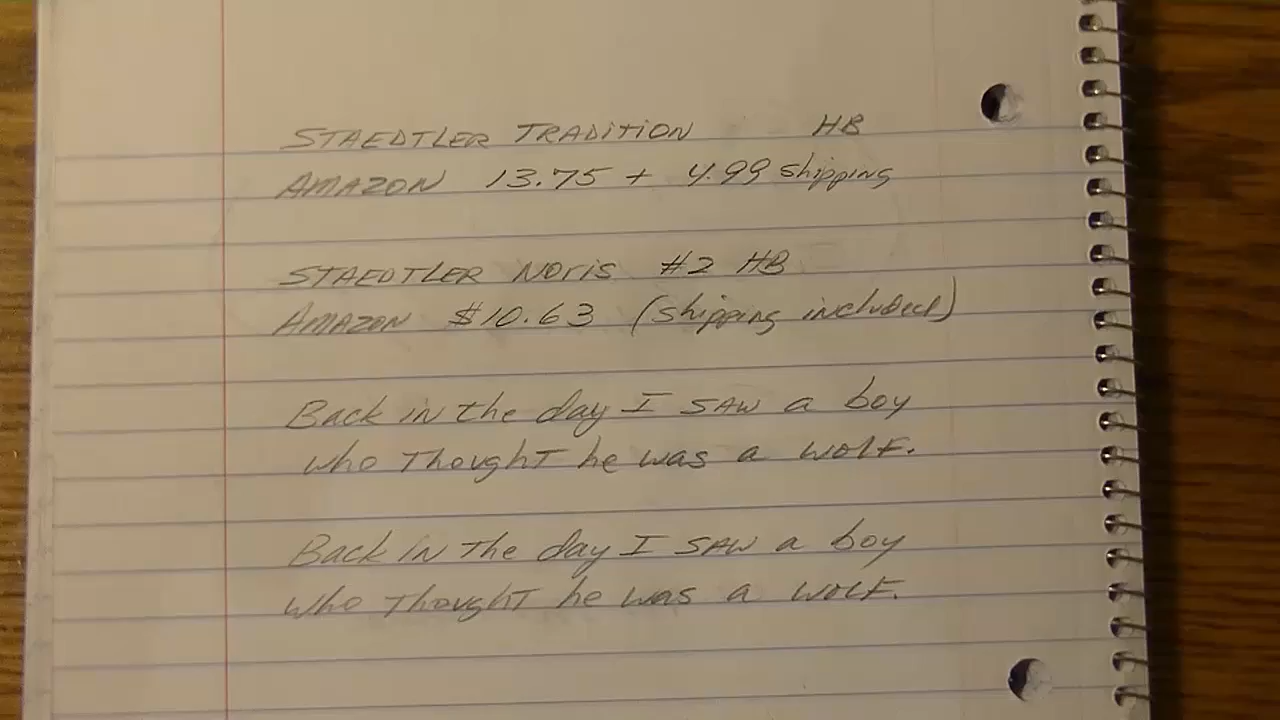 STAEDTLER TRADITION HB
AMAZON 13.75 + 4.99 shipping
STAEDTLER NORIS #2 HB
AMAZON $10.63 (shipping included)
Back in the day I SAW a boy
who Thought he was a wolf.
Back in The day I SAW a boy
who Thought he was a wolf.